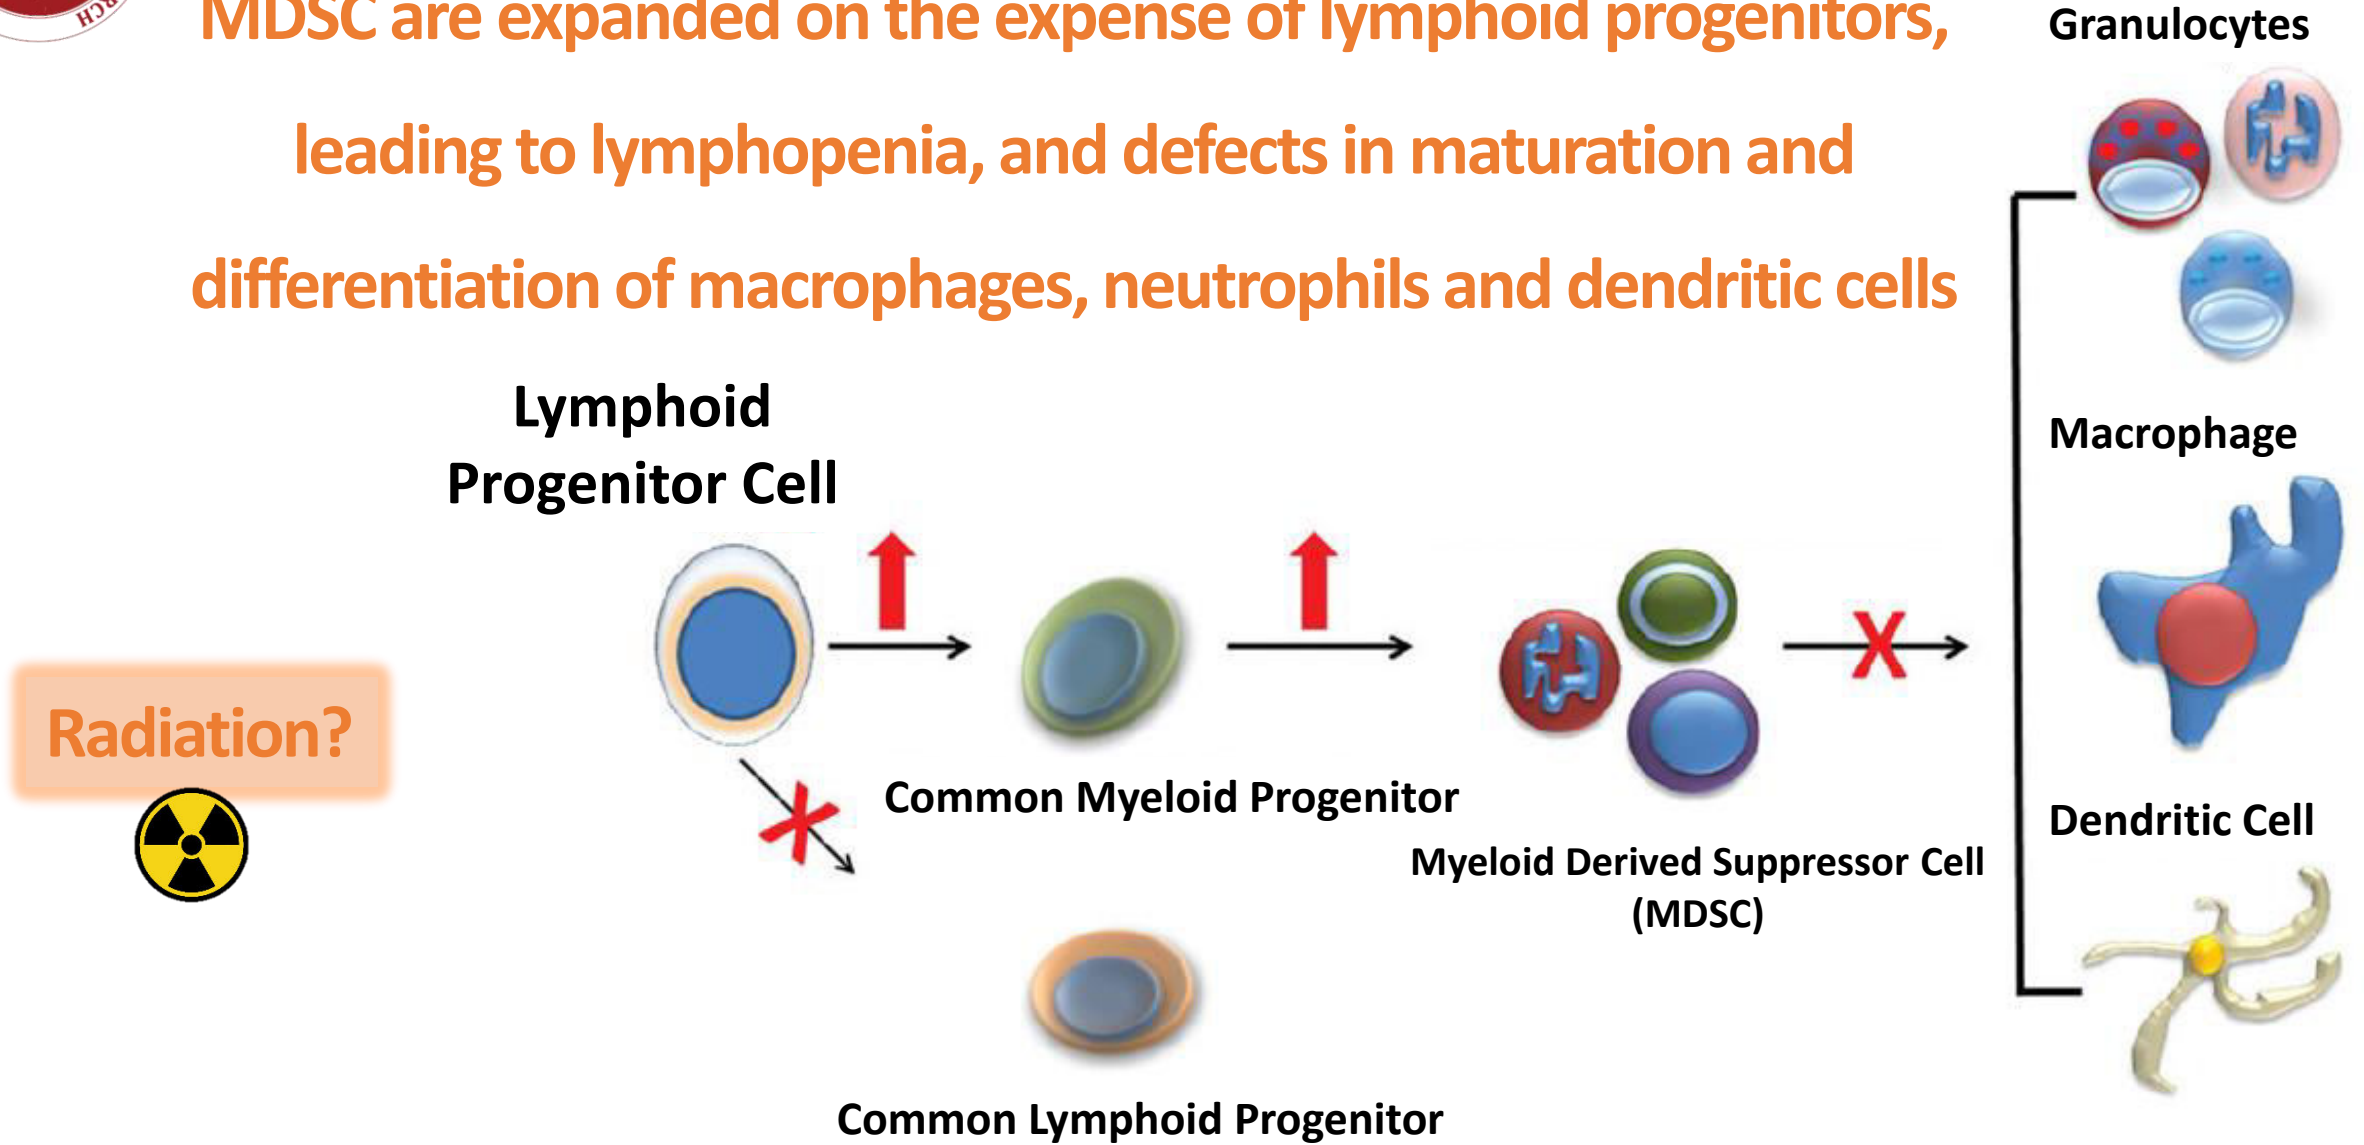 RCH
MDSC are expanded on the expense of lymphoid progenitors,
leading to lymphopenia, and defects in maturation and
differentiation of macrophages, neutrophils and dendritic cells
Granulocytes
Lymphoid
Progenitor Cell
Macrophage
X
Radiation?
Common Myeloid Progenitor
Dendritic Cell
Myeloid Derived Suppressor Cell
(MDSC)
Common Lymphoid Progenitor